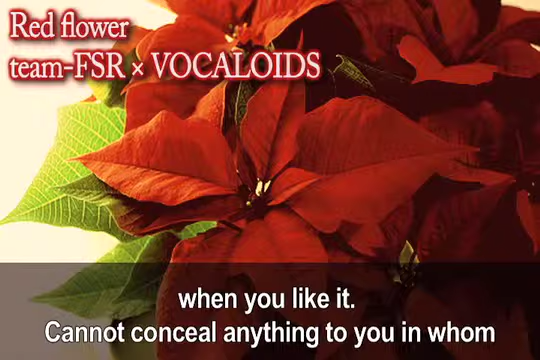 Red flower
team-FSR × VOCALOIDS
when you like it.
Cannot conceal anything to you in whom